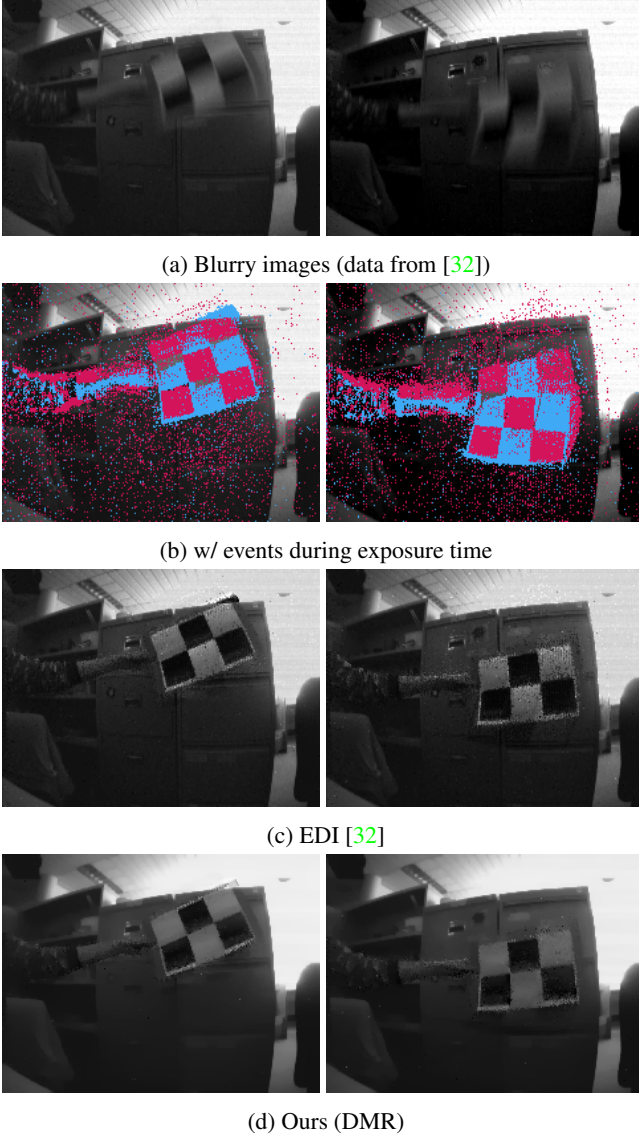 (a) Blurry images (data from [32])
(b) w/ events during exposure time
(c) EDI [32]
(d) Ours (DMR)